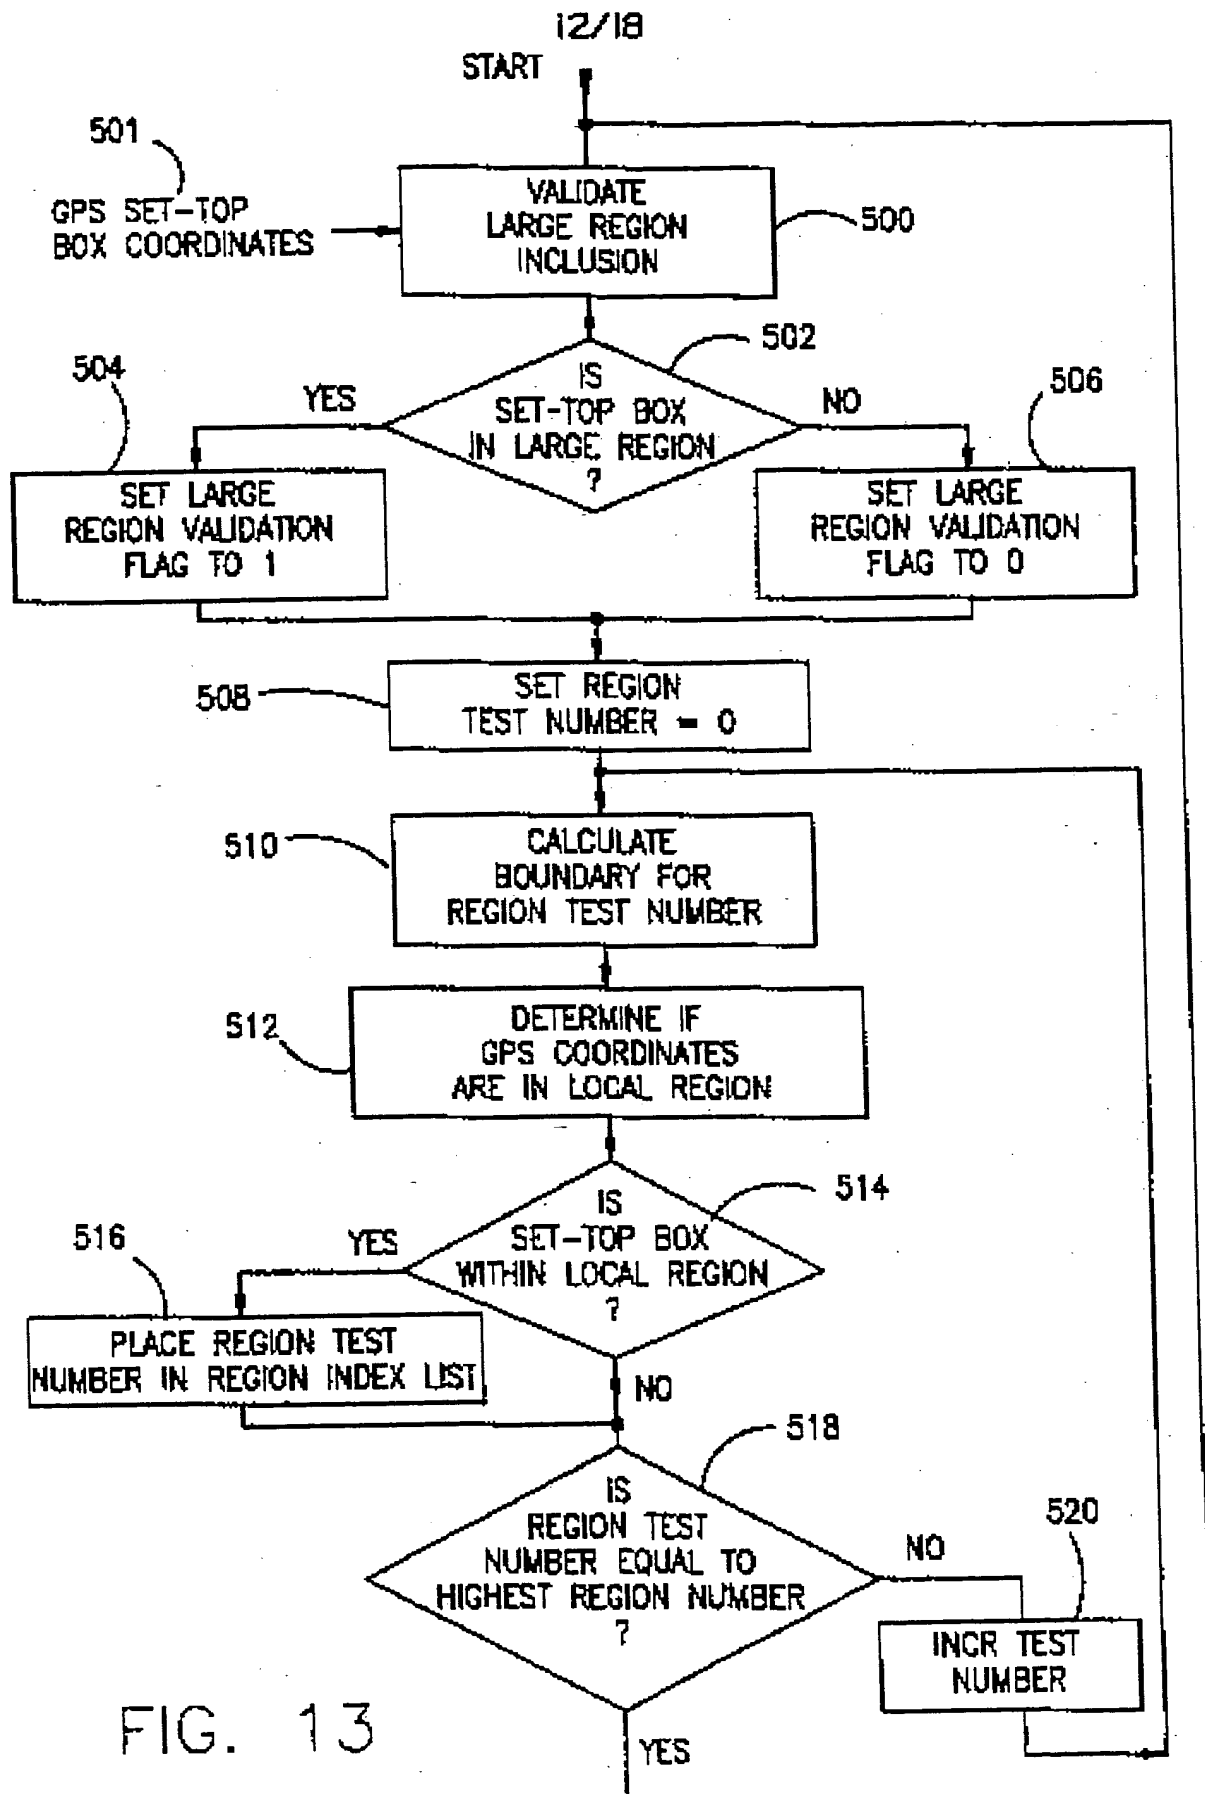 12/18
START
501
GPS SET-TOP
BOX COORDINATES
VALIDATE
LARGE REGION
INCLUSION
500
502
IS
SET-TOP BOX
IN LARGE REGION
?
YES
NO
504
506
SET LARGE
REGION VALIDATION
FLAG TO 1
SET LARGE
REGION VALIDATION
FLAG TO 0
508
SET REGION
TEST NUMBER = 0
510
CALCULATE
BOUNDARY FOR
REGION TEST NUMBER
512
DETERMINE IF
GPS COORDINATES
ARE IN LOCAL REGION
514
IS
SET-TOP BOX
WITHIN LOCAL REGION
?
YES
516
PLACE REGION TEST
NUMBER IN REGION INDEX LIST
NO
518
IS
REGION TEST
NUMBER EQUAL TO
HIGHEST REGION NUMBER
?
NO
520
INCR TEST
NUMBER
YES
FIG. 13